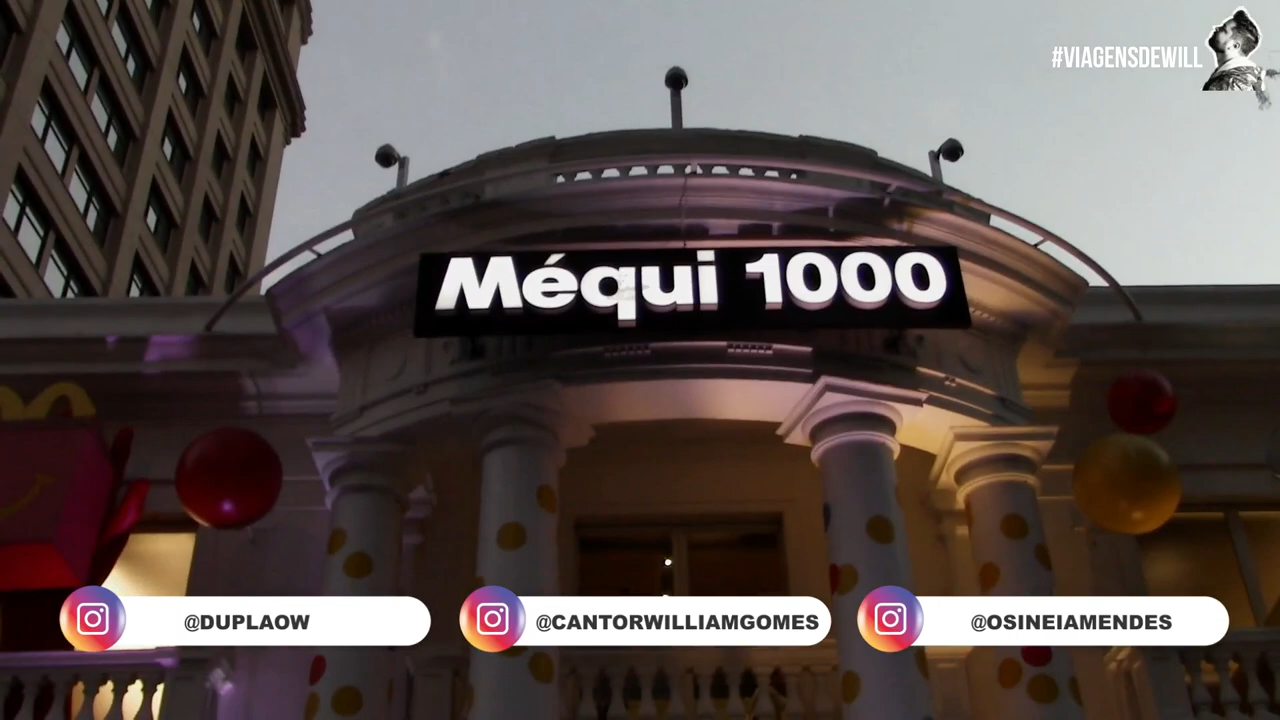 #VIAGENSDEWILL
Méqui 1000
@DUPLAOW
@CANTORWILLIAMGOMES
@OSINEIAMENDES